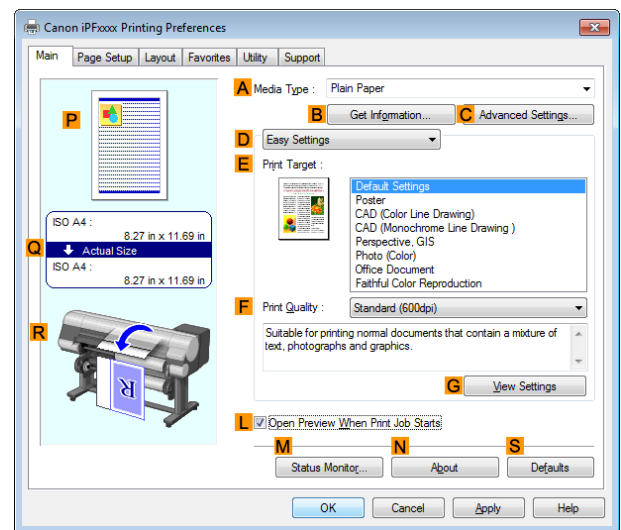 Canon iPFxxxx Printing Preferences
Main Page Setup Layout Favorites Utility Support
A Media Type : Plain Paper
B Get Information... C Advanced Settings...
D Easy Settings
E Print Target :
P
Default Settings
Poster
CAD (Color Line Drawing)
CAD (Monochrome Line Drawing )
Perspective, GIS
Photo (Color)
Office Document
Faithful Color Reproduction
ISO A4 :
8.27 in x 11.69 in
Q Actual Size
ISO A4 :
8.27 in x 11.69 in
F Print Quality : Standard (600dpi)
Suitable for printing normal documents that contain a mixture of
text, photographs and graphics.
R
R
G View Settings
L Open Preview When Print Job Starts
M N S
Status Monitor... About Defaults
OK Cancel Apply Help